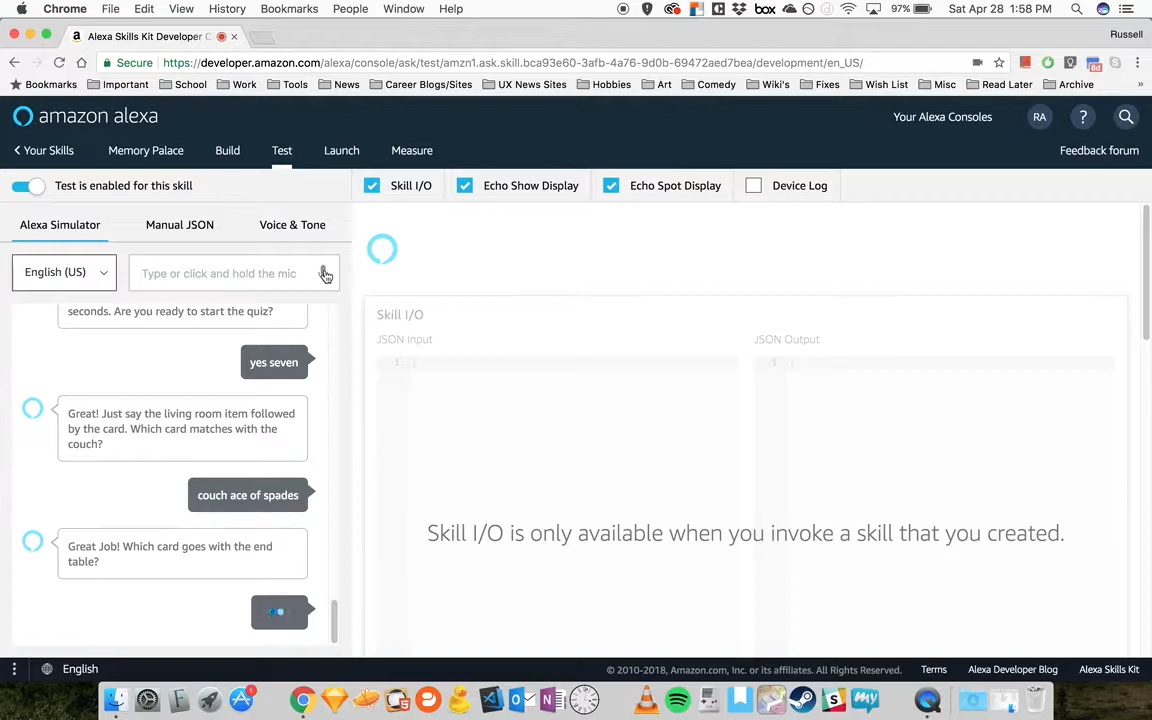 Chrome File Edit View History Bookmarks People Window Help box 97% Sat Apr 28 1:58 PM
Alexa Skills Kit Developer C Russell
Secure https://developer.amazon.com/alexa/console/ask/test/amzn1.ask.skill.bca93e60-3afb-4a76-9d0b-69472aed7bea/development/en_US/ 8d
Bookmarks Important School Work Tools News Career Blogs/Sites UX News Sites Hobbies Art Comedy Wiki's Fixes Wish List Misc Read Later Archive »
amazon alexa Your Alexa Consoles RA ?
Your Skills Memory Palace Build Test Launch Measure Feedback forum
Test is enabled for this skill Skill I/O Echo Show Display Echo Spot Display Device Log
Alexa Simulator Manual JSON Voice & Tone
English (US) Type or click and hold the mic
seconds. Are you ready to start the quiz?
yes seven
Great! Just say the living room item followed
by the card. Which card matches with the
couch?
couch ace of spades
Great Job! Which card goes with the end
table?
Skill I/O
JSON Input JSON Output
1 1
Skill I/O is only available when you invoke a skill that you created.
English © 2010-2018, Amazon.com, Inc. or its affiliates. All Rights Reserved. Terms Alexa Developer Blog Alexa Skills Kit
1 my